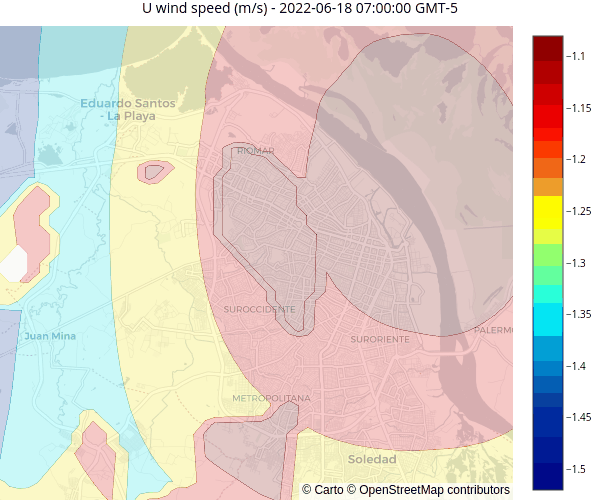 U wind speed (m/s) - 2022-06-18 07:00:00 GMT-5
Eduardo Santos
- La Playa
RIOMAR
SUROCCIDENTE
Juan Mina
SURORIENTE
PALERMO
METROPOLITANA
Soledad
© Carto © OpenStreetMap contributors
−1.1
−1.15
−1.2
−1.25
−1.3
−1.35
−1.4
−1.45
−1.5